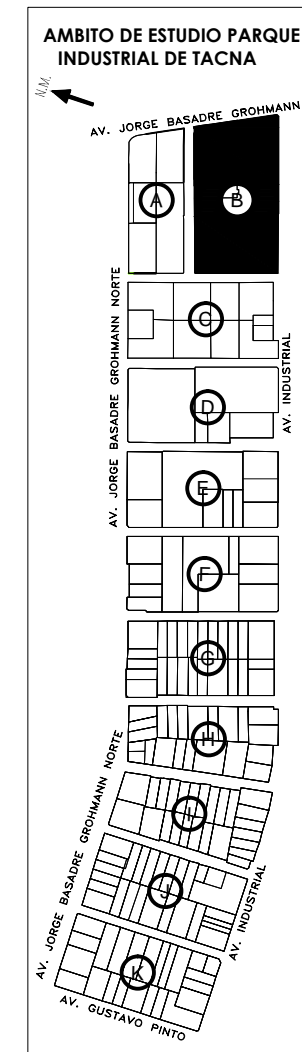 AMBITO DE ESTUDIO PARQUE
INDUSTRIAL DE TACNA
N.M.
AV. JORGE BASADRE GROHMANN
A
B
AV. JORGE BASADRE GROHMANN NORTE
C
AV. INDUSTRIAL
D
E
F
G
H
AV. JORGE BASADRE GROHMANN NORTE
I
J
AV. INDUSTRIAL
K
AV. GUSTAVO PINTO